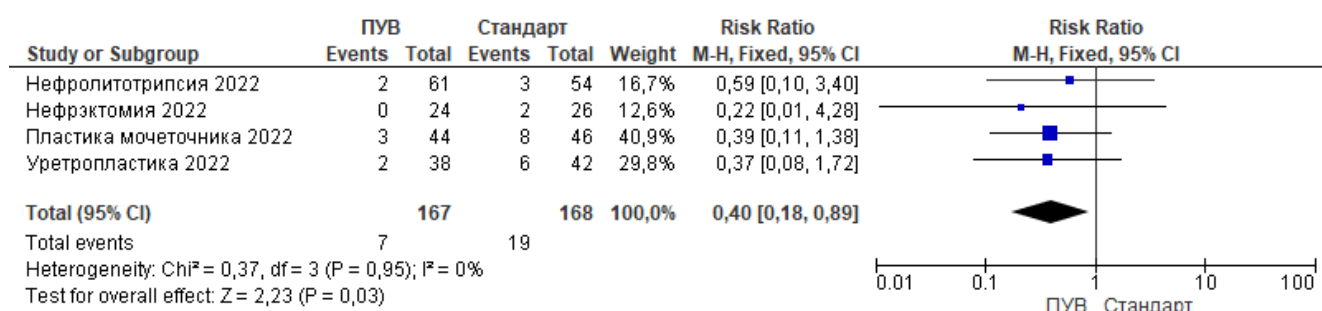 ПУВ Стандарт Risk Ratio Risk Ratio
Study or Subgroup Events Total Events Total Weight M-H, Fixed, 95% CI M-H, Fixed, 95% CI
Нефролитотрипсия 2022 2 61 3 54 16,7% 0,59 [0,10, 3,40]
Нефрэктомия 2022 0 24 2 26 12,6% 0,22 [0,01, 4,28]
Пластика мочеточника 2022 3 44 8 46 40,9% 0,39 [0,11, 1,38]
Уретропластика 2022 2 38 6 42 29,8% 0,37 [0,08, 1,72]
Total (95% CI) 167 168 100,0% 0,40 [0,18, 0,89]
Total events 7 19
Heterogeneity: Chi² = 0,37, df = 3 (P = 0,95); I² = 0%
Test for overall effect: Z = 2,23 (P = 0,03)
0.01 0.1 1 10 100
ПУВ Стандарт